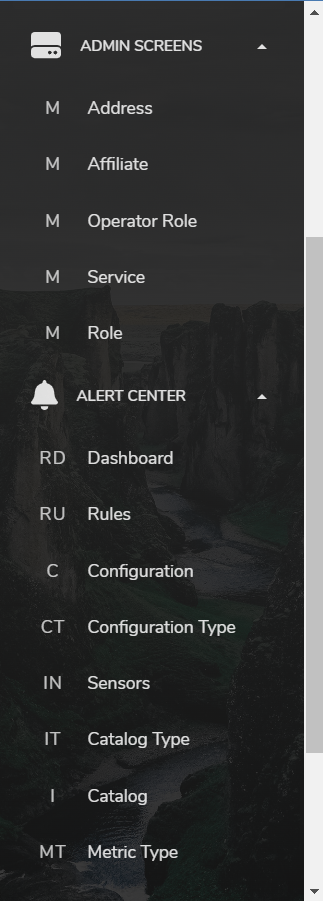 ADMIN SCREENS
M Address
M Affiliate
M Operator Role
M Service
M Role
ALERT CENTER
RD Dashboard
RU Rules
C Configuration
CT Configuration Type
IN Sensors
IT Catalog Type
I Catalog
MT Metric Type